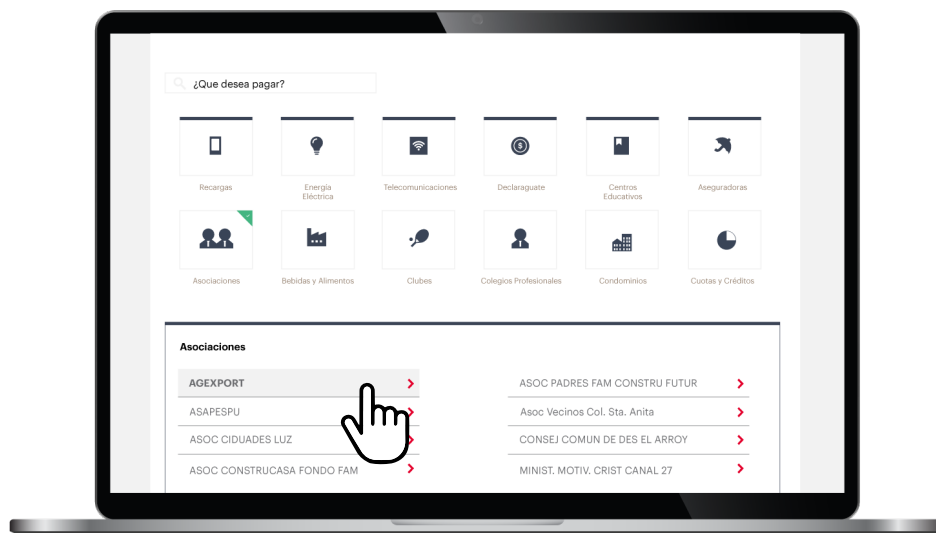 ¿Que desea pagar?
Recargas
Energía
Eléctrica
Telecomunicaciones
Declaraguate
Centros
Educativos
Aseguradoras
Asociaciones
Bebidas y Alimentos
Clubes
Colegios Profesionales
Condominios
Cuotas y Créditos
Asociaciones
AGEXPORT
ASOC PADRES FAM CONSTRU FUTUR
ASAPESPU
Asoc Vecinos Col. Sta. Anita
ASOC CIDUADES LUZ
CONSEJ COMUN DE DES EL ARROY
ASOC CONSTRUCASA FONDO FAM
MINIST. MOTIV. CRIST CANAL 27